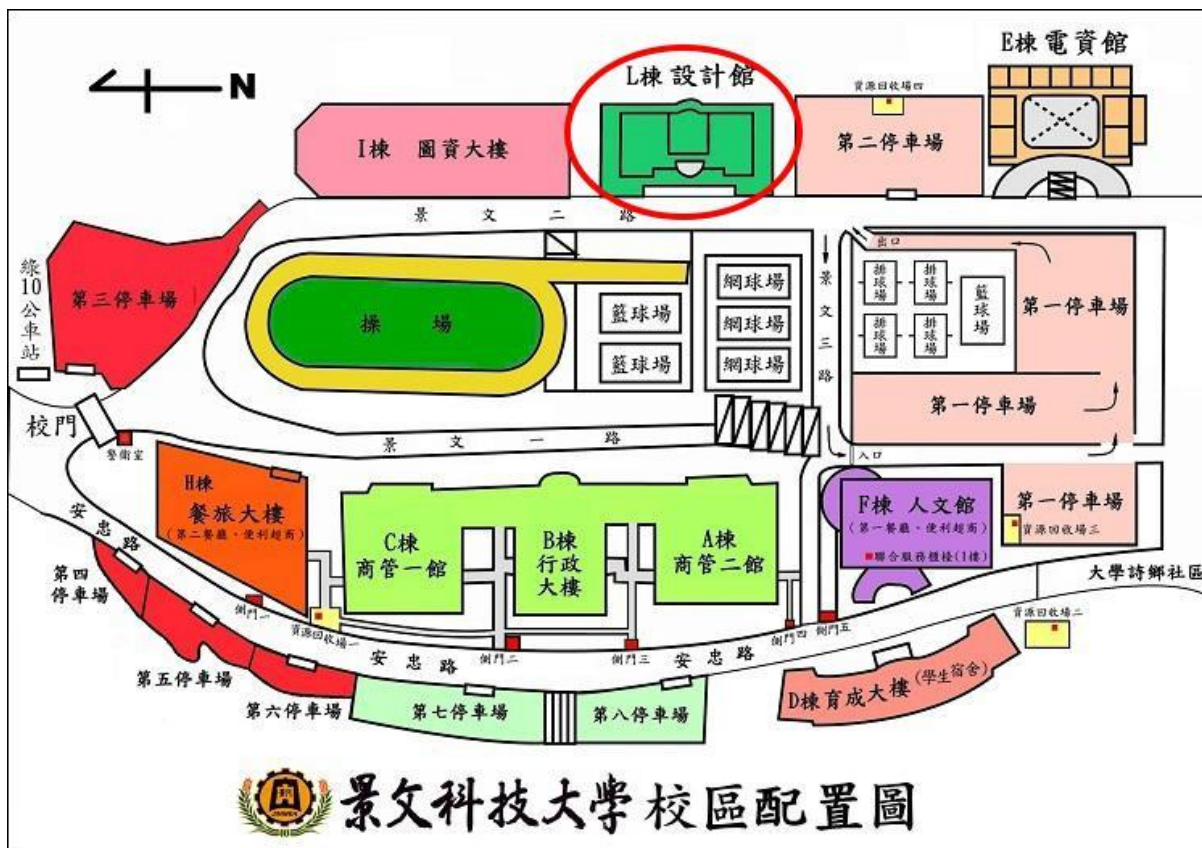 E棟電資館
L棟設計館
N
資源回收場四
I棟 圖資大樓
第二停車場
景文二路
出口
綠10公車站
第三停車場
操場
籃球場
籃球場
網球場
網球場
網球場
景文三路
排球場
排球場
排球場
排球場
籃球場
第一停車場
第一停車場
校門
警衛室
景文一路
入口
H棟
餐旅大樓
(第二餐廳、便利超商)
C棟
商管一館
B棟
行政
大樓
A棟
商管二館
F棟 人文館
(第一餐廳、便利超商)
聯合服務櫃檯(1樓)
第一停車場
資源回收場三
安忠路
第四
停車場
側門一
資源回收場一
側門二
側門三
側門四
側門五
大學詩鄉社區
資源回收場二
安忠路
安忠路
第五停車場
第六停車場
第七停車場
第八停車場
D棟育成大樓(學生宿舍)
景文科技大學校區配置圖